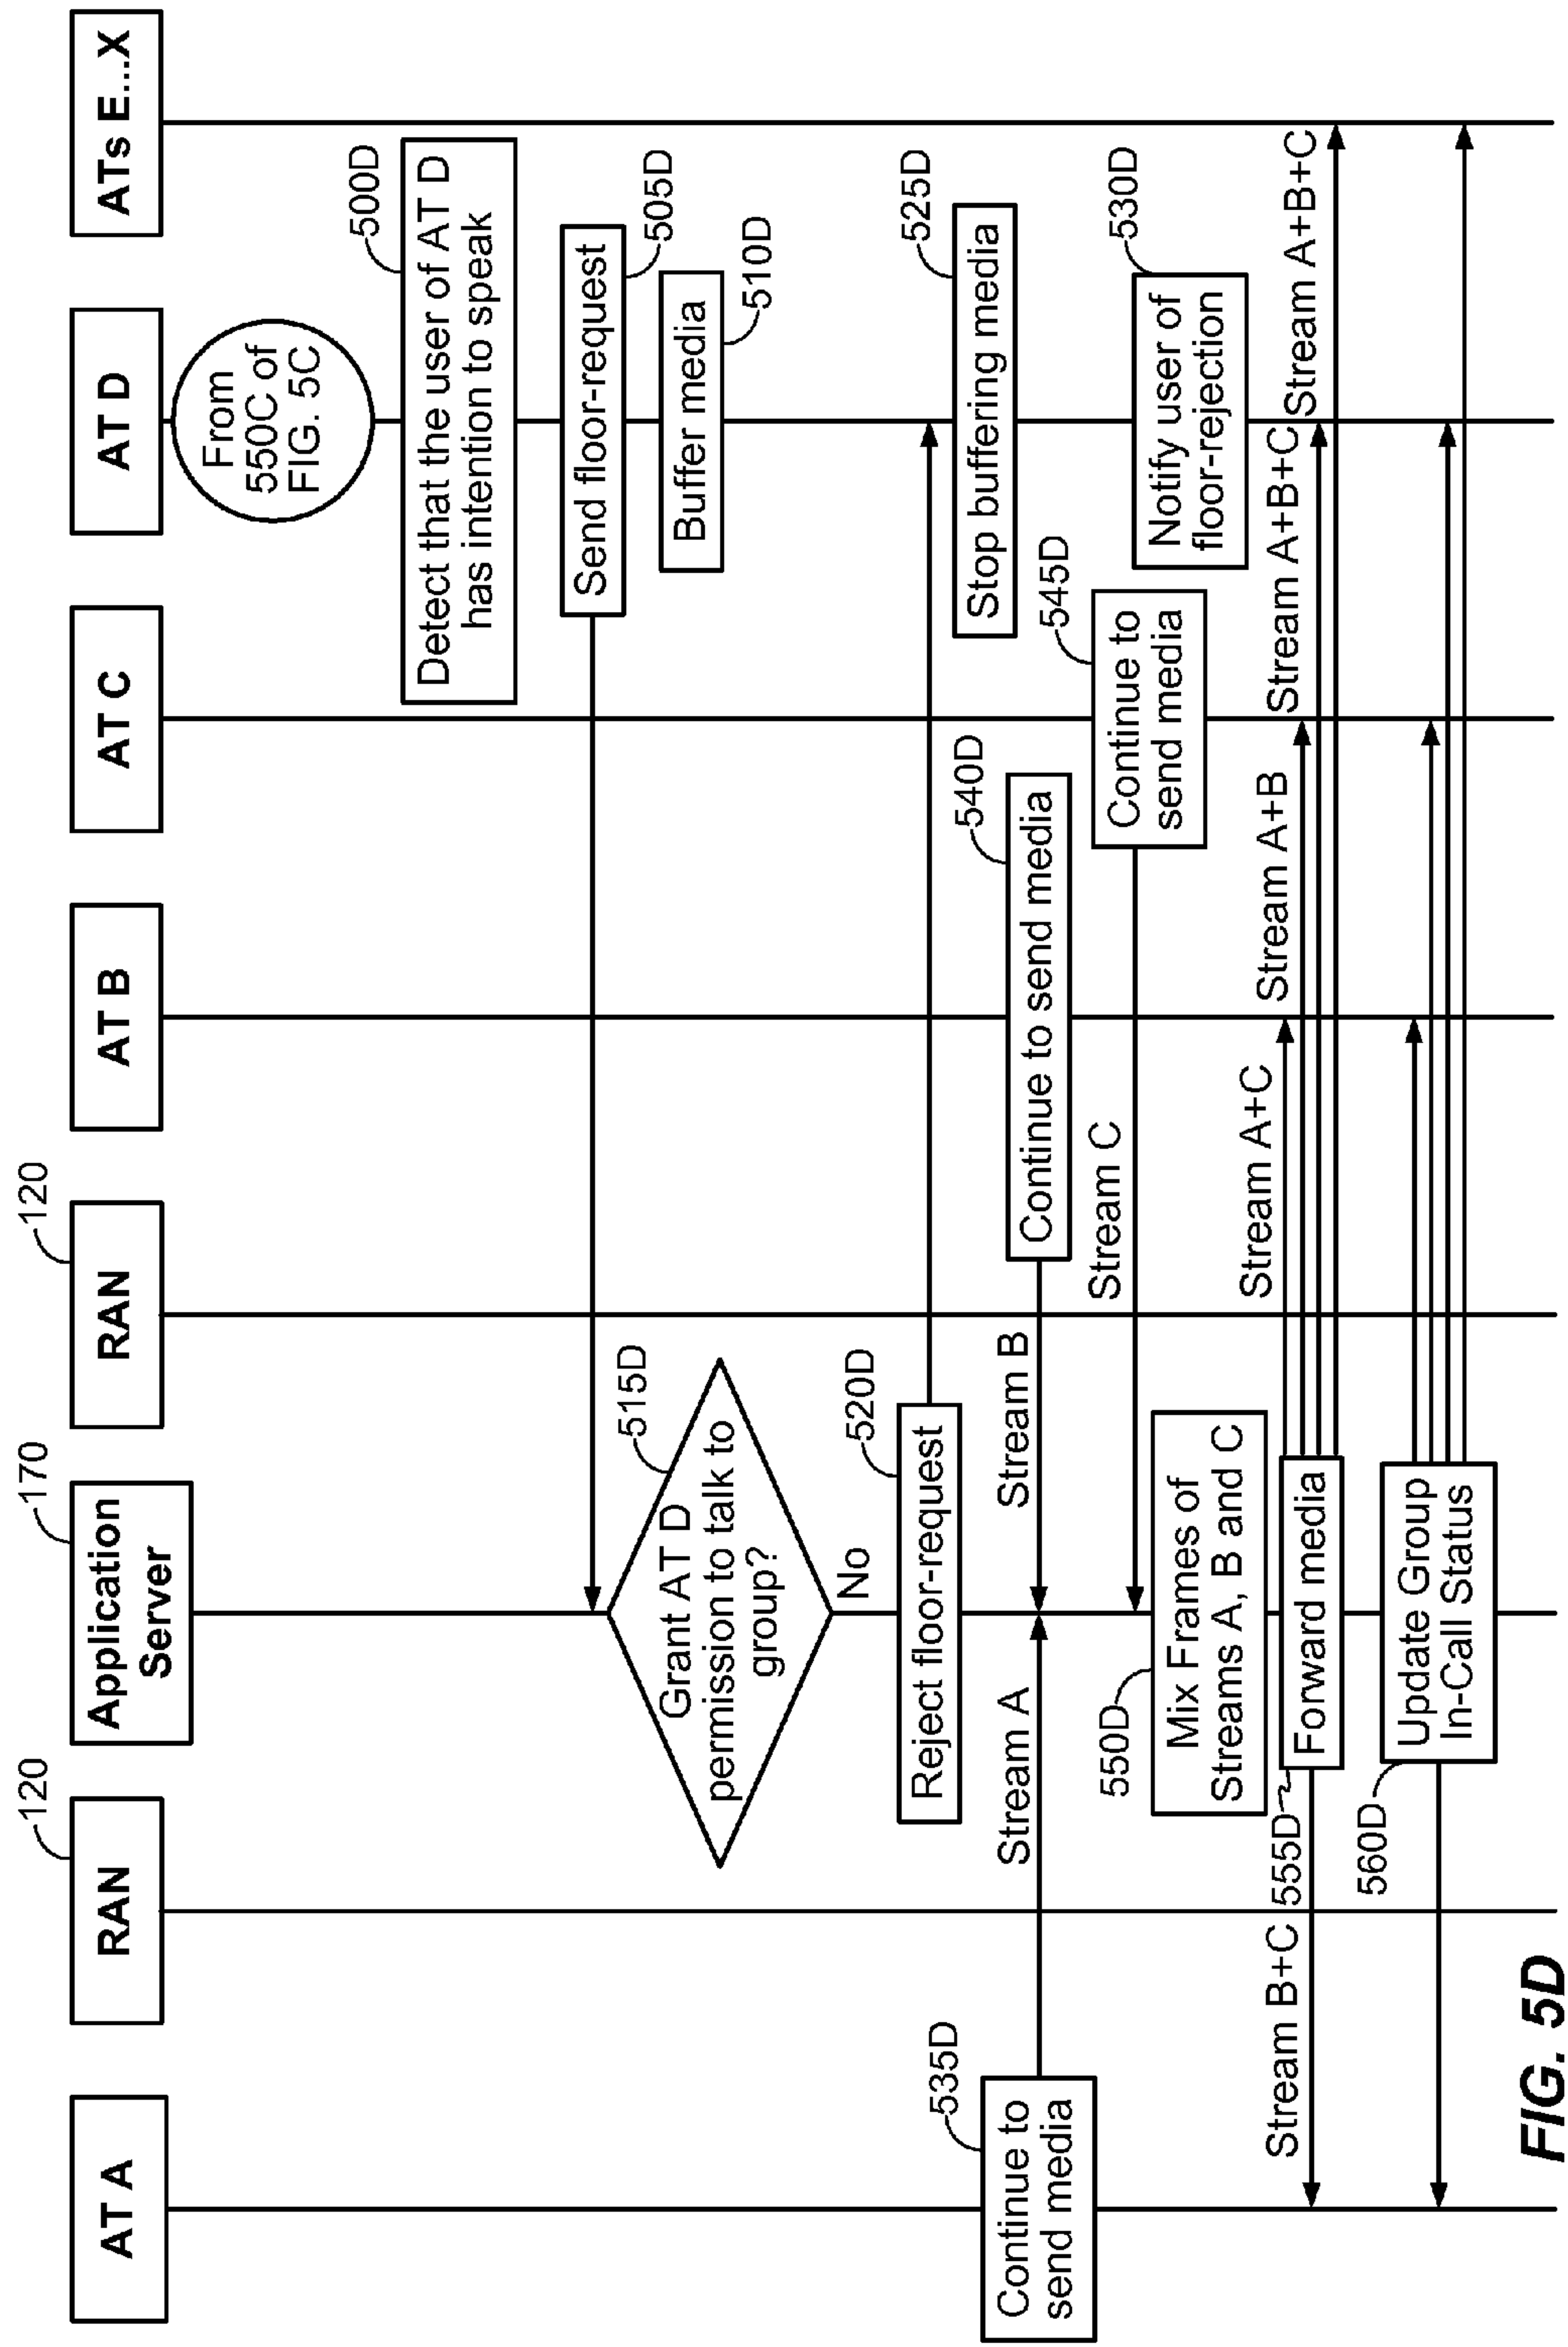 120
170
120
AT A
RAN
Application
Server
RAN
AT B
AT C
AT D
ATs E...X
From
550C of
FIG. 5C
500D
Detect that the user of AT D
has intention to speak
Send floor-request
505D
Buffer media
510D
515D
Grant AT D
permission to talk to
group?
No
520D
Reject floor-request
525D
Stop buffering media
530D
Notify user of
floor-rejection
535D
Continue to
send media
Stream A
Stream B
540D
Continue to send media
545D
Continue to
send media
Stream C
550D
Mix Frames of
Streams A, B and C
555D
Forward media
Stream B+C
Stream A+C
Stream A+B
Stream A+B+C
Stream A+B+C
560D
Update Group
In-Call Status
FIG. 5D